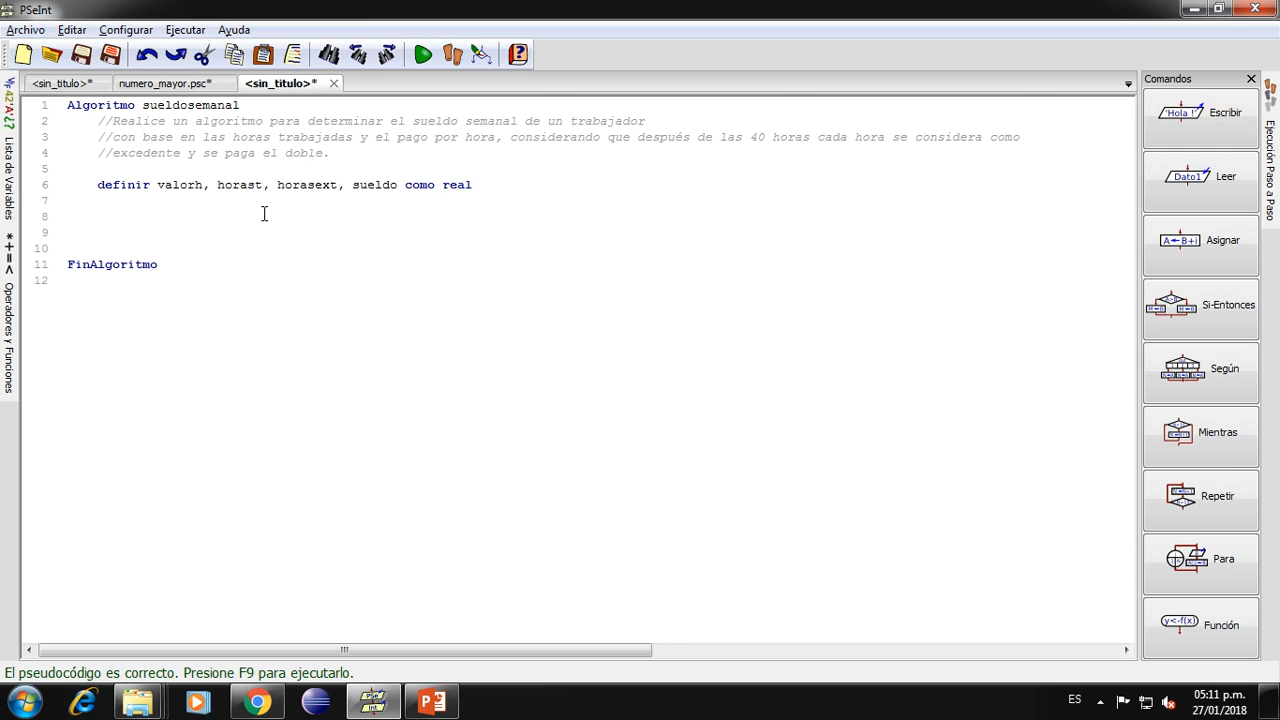 PSeInt
Archivo Editar Configurar Ejecutar Ayuda
<sin_titulo>* numero_mayor.psc* <sin_titulo>*
Comandos
1 Algoritmo sueldosemanal
2 //Realice un algoritmo para determinar el sueldo semanal de un trabajador
3 //con base en las horas trabajadas y el pago por hora, considerando que después de las 40 horas cada hora se considera como
4 //excedente y se paga el doble.
5
6 definir valorh, horast, horasext, sueldo como real
7
8
9
10
11 FinAlgoritmo
12
Lista de Variables
Operadores y Funciones
'Hola !' Escribir
Dato1 Leer
A←B+i Asignar
Si-Entonces
Según
Mientras
Repetir
Para
y<-f(x) Función
Ejecución Paso a Paso
El pseudocódigo es correcto. Presione F9 para ejecutarlo.
PSe Int
ES
05:11 p.m.
27/01/2018